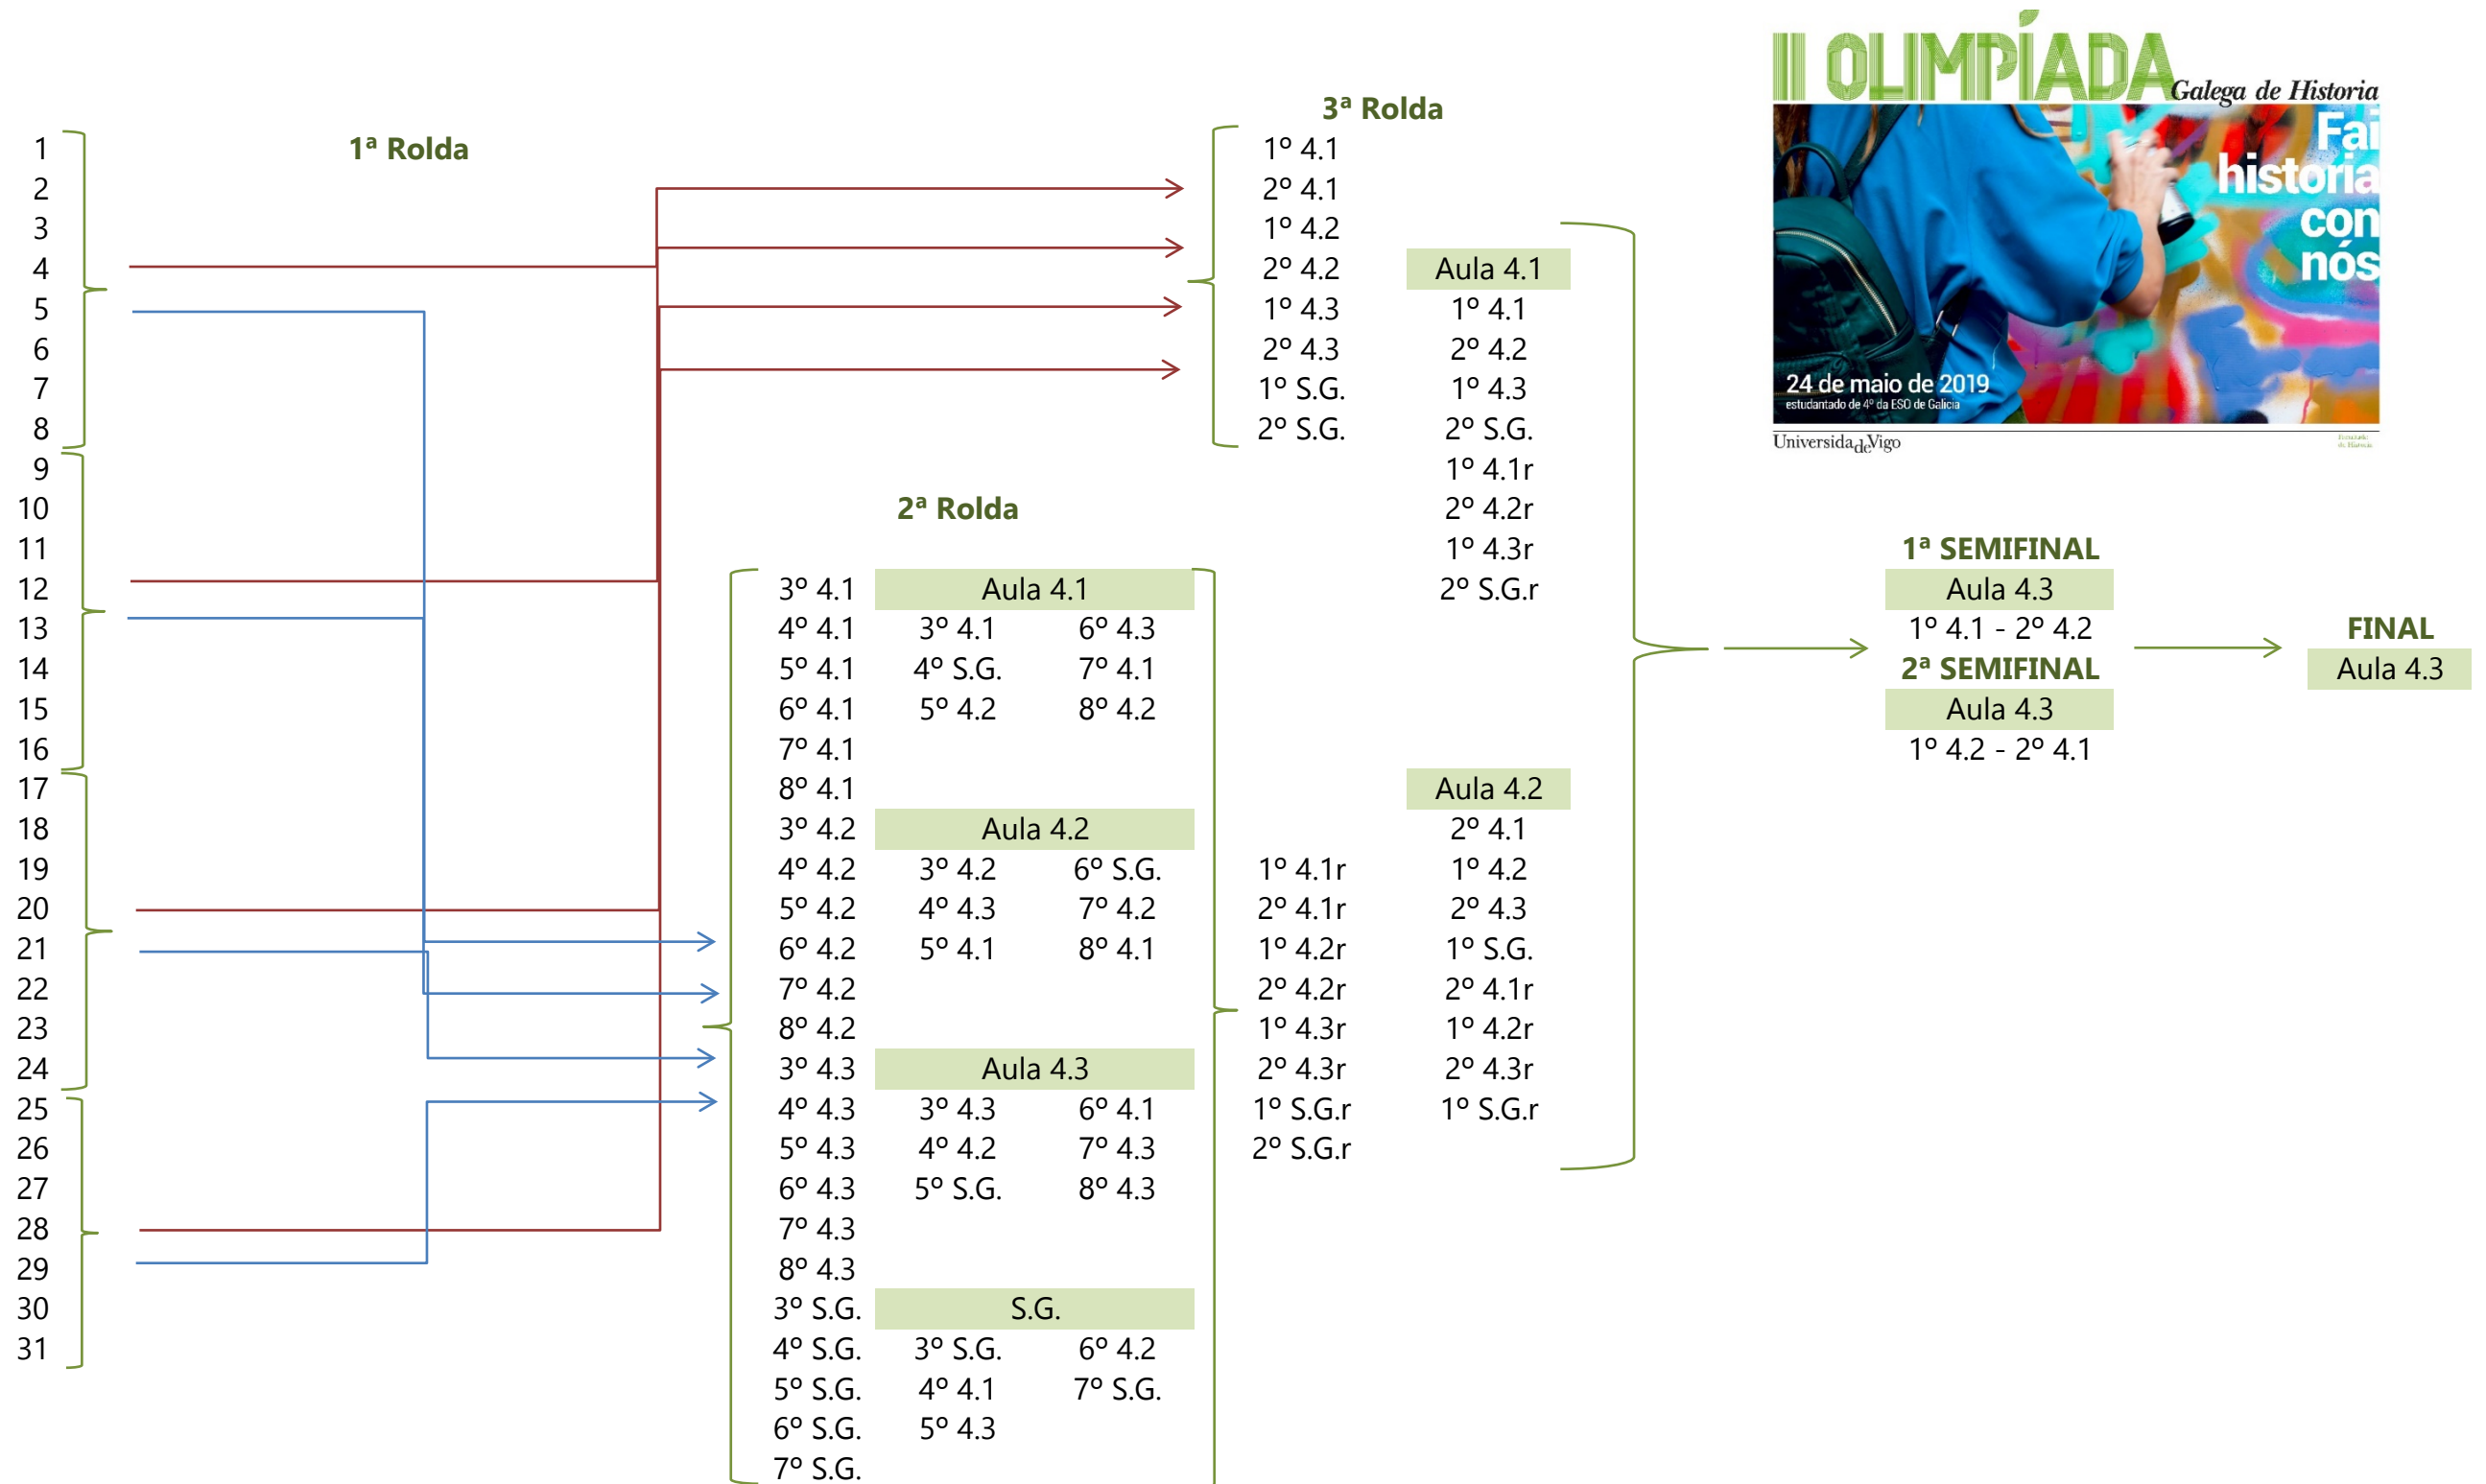 II OLIMPÍADA
Galega de Historia
Fai
historia
con
nós
24 de maio de 2019
estudantado de 4º da ESO de Galicia
UniversidadeVigo
Facultade
de Historia
1ª Rolda
1
2
3
4
5
6
7
8
9
10
11
12
13
14
15
16
17
18
19
20
21
22
23
24
25
26
27
28
29
30
31
2ª Rolda
3º 4.1
4º 4.1
5º 4.1
6º 4.1
7º 4.1
8º 4.1
3º 4.2
4º 4.2
5º 4.2
6º 4.2
7º 4.2
8º 4.2
3º 4.3
4º 4.3
5º 4.3
6º 4.3
7º 4.3
8º 4.3
3º S.G.
4º S.G.
5º S.G.
6º S.G.
7º S.G.
Aula 4.1
3º 4.1 6º 4.3
4º S.G. 7º 4.1
5º 4.2 8º 4.2
Aula 4.2
3º 4.2 6º S.G.
4º 4.3 7º 4.2
5º 4.1 8º 4.1
Aula 4.3
3º 4.3 6º 4.1
4º 4.2 7º 4.3
5º S.G. 8º 4.3
S.G.
3º S.G. 6º 4.2
4º 4.1 7º S.G.
5º 4.3
3ª Rolda
1º 4.1
2º 4.1
1º 4.2
2º 4.2
1º 4.3
2º 4.3
1º S.G.
2º S.G.
1º 4.1r
2º 4.1r
1º 4.2r
2º 4.2r
1º 4.3r
2º 4.3r
1º S.G.r
2º S.G.r
Aula 4.1
1º 4.1
2º 4.2
1º 4.3
2º S.G.
1º 4.1r
2º 4.2r
1º 4.3r
2º S.G.r
Aula 4.2
2º 4.1
1º 4.2
2º 4.3
1º S.G.
2º 4.1r
1º 4.2r
2º 4.3r
1º S.G.r
1ª SEMIFINAL
Aula 4.3
1º 4.1 - 2º 4.2
2ª SEMIFINAL
Aula 4.3
1º 4.2 - 2º 4.1
FINAL
Aula 4.3